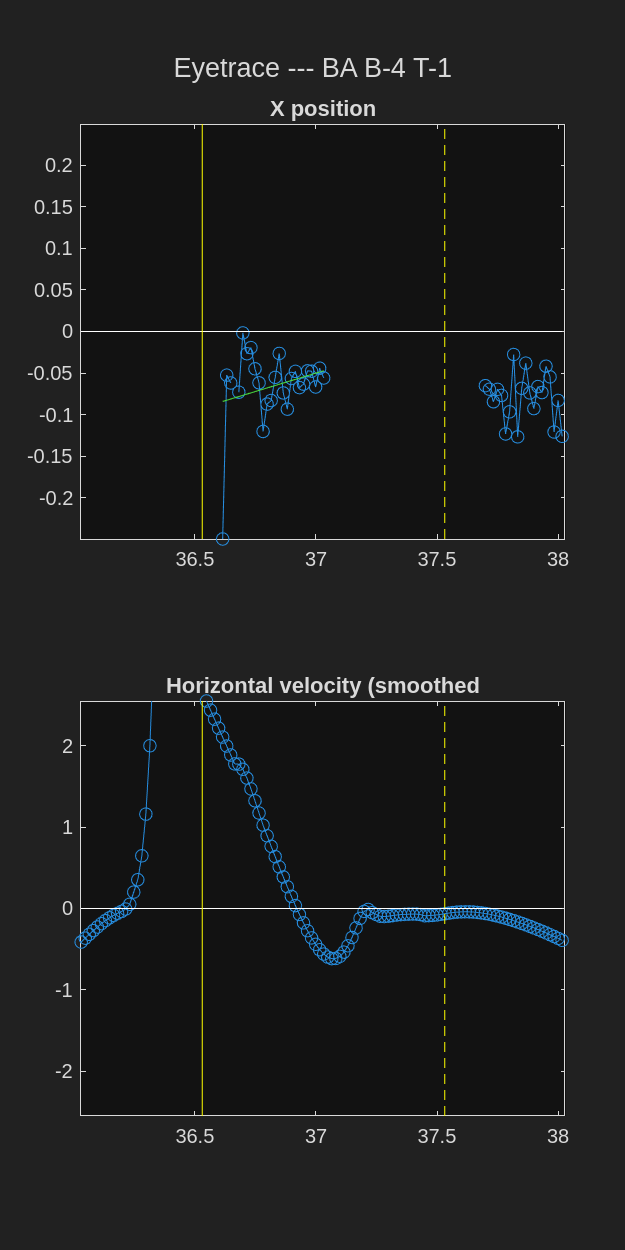 Eyetrace --- BA B-4 T-1
X position
0.2
0.15
0.1
0.05
0
-0.05
-0.1
-0.15
-0.2
36.5 37 37.5 38
Horizontal velocity (smoothed
2
1
0
-1
-2
36.5 37 37.5 38